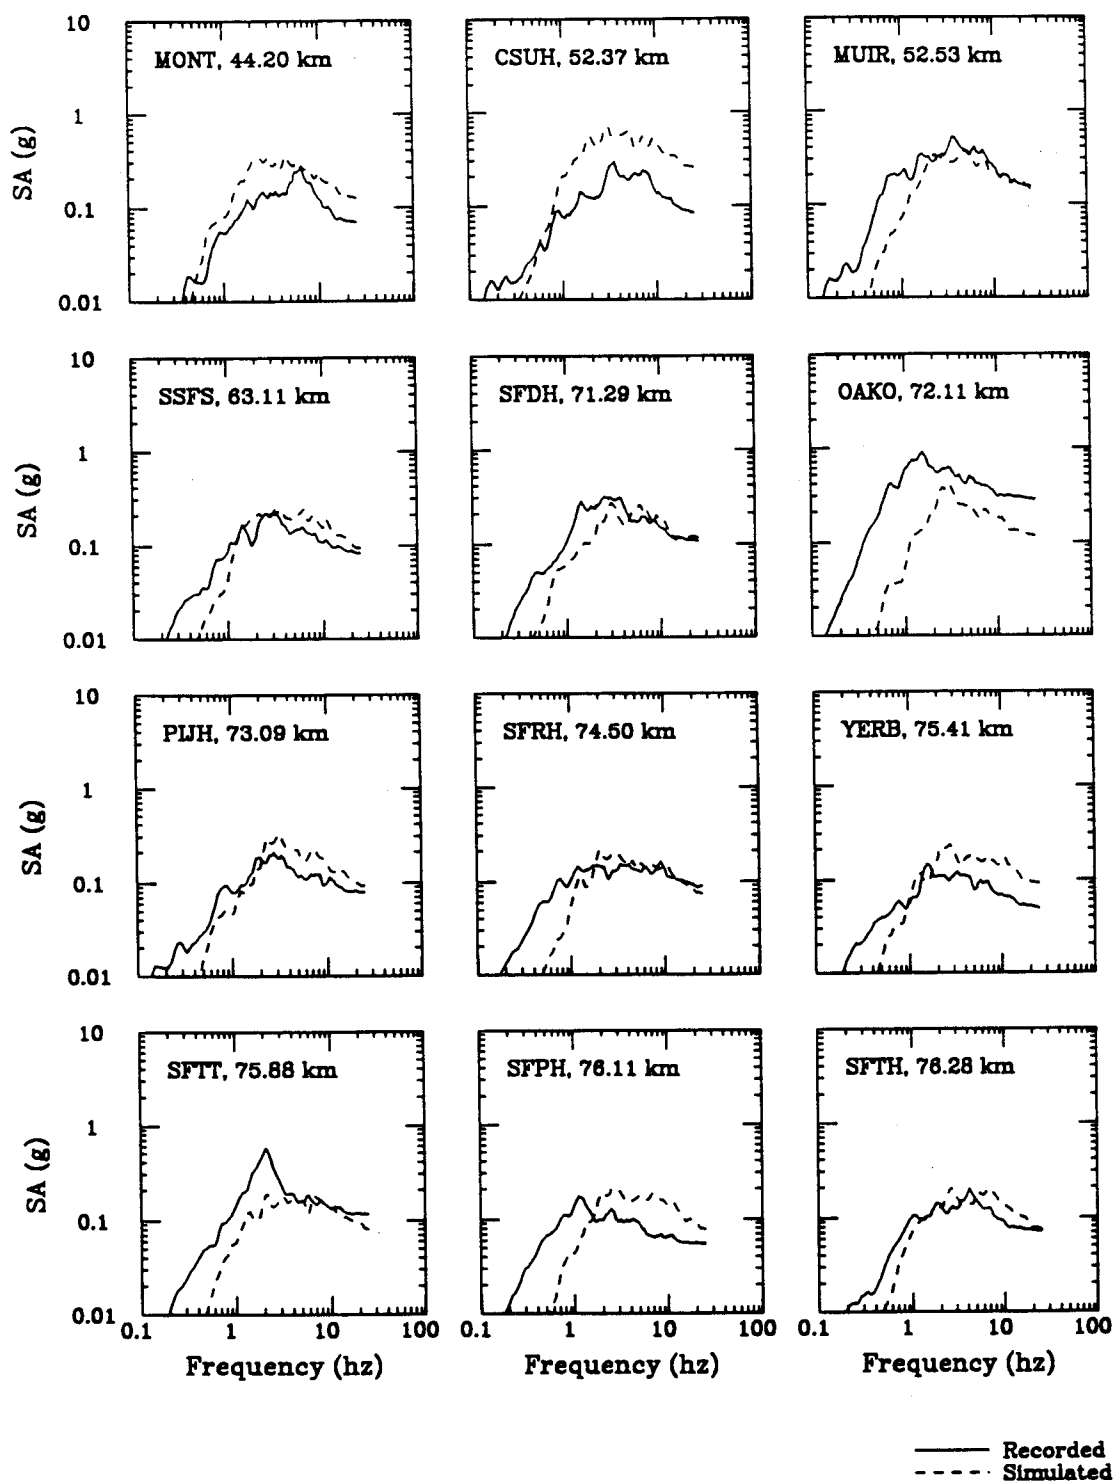 10
1
0.1
0.01
SA (g)
MONT, 44.20 km
CSUH, 52.37 km
MUIR, 52.53 km
10
1
0.1
0.01
SA (g)
SSFS, 63.11 km
SFDH, 71.29 km
OAKO, 72.11 km
10
1
0.1
0.01
SA (g)
PIJH, 73.09 km
SFRH, 74.50 km
YERB, 75.41 km
10
1
0.1
0.01
SA (g)
SFTT, 75.88 km
SFPH, 76.11 km
SFTH, 76.28 km
0.1 1 10 100
0.1 1 10 100
0.1 1 10 100
Frequency (hz)
Frequency (hz)
Frequency (hz)
Recorded
Simulated